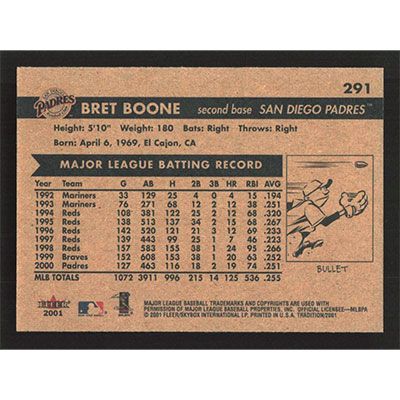 291
SAN DIEGO
PADRES
BRET BOONE second base SAN DIEGO PADRES™
Height: 5'10" Weight: 180 Bats: Right Throws: Right
Born: April 6, 1969, El Cajon, CA
MAJOR LEAGUE BATTING RECORD
Year Team G AB H 2B 3B HR RBI AVG
1992 Mariners 33 129 25 4 0 4 15 .194
1993 Mariners 76 271 68 12 2 12 38 .251
1994 Reds 108 381 122 25 2 12 68 .320
1995 Reds 138 513 137 34 2 15 68 .267
1996 Reds 142 520 121 21 3 12 69 .233
1997 Reds 139 443 99 25 1 7 46 .223
1998 Reds 157 583 155 38 1 24 95 .266
1999 Braves 152 608 153 38 1 20 63 .252
2000 Padres 127 463 116 18 2 19 74 .251
MLB TOTALS 1072 3911 996 215 14 125 536 .255
BULLET
FLEER
2001
MAJOR LEAGUE BASEBALL TRADEMARKS AND COPYRIGHTS ARE USED WITH
PERMISSION OF MAJOR LEAGUE BASEBALL PROPERTIES, INC. OFFICIAL LICENSEE—MLBPA
© 2001 FLEER/SKYBOX INTERNATIONAL LP. PRINTED IN U.S.A. TRADITION/2001